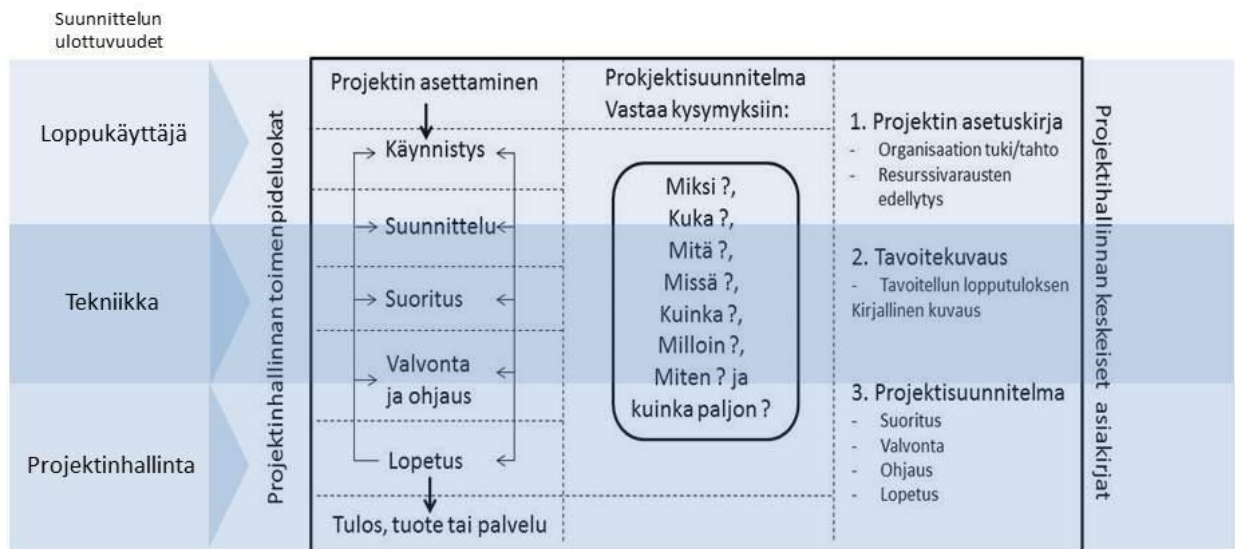 Suunnittelun
ulottuvuudet
Loppukäyttäjä
Tekniikka
Projektinhallinta
Projektinhallinnan toimenpideluokat
Projektin asettaminen
Käynnistys
Suunnittelu
Suoritus
Valvonta
ja ohjaus
Lopetus
Tulos, tuote tai palvelu
Prokjektisuunnitelma
Vastaa kysymyksiin:
Miksi ?,
Kuka ?,
Mitä ?,
Missä ?,
Kuinka ?,
Milloin ?,
Miten ? ja
kuinka paljon ?
1. Projektin asetuskirja
- Organisaation tuki/tahto
- Resurssivarausten
edellytys
2. Tavoitekuvaus
- Tavoitellun lopputuloksen
Kirjallinen kuvaus
3. Projektisuunnitelma
- Suoritus
- Valvonta
- Ohjaus
- Lopetus
Projektihallinnan keskeiset asiakirjat